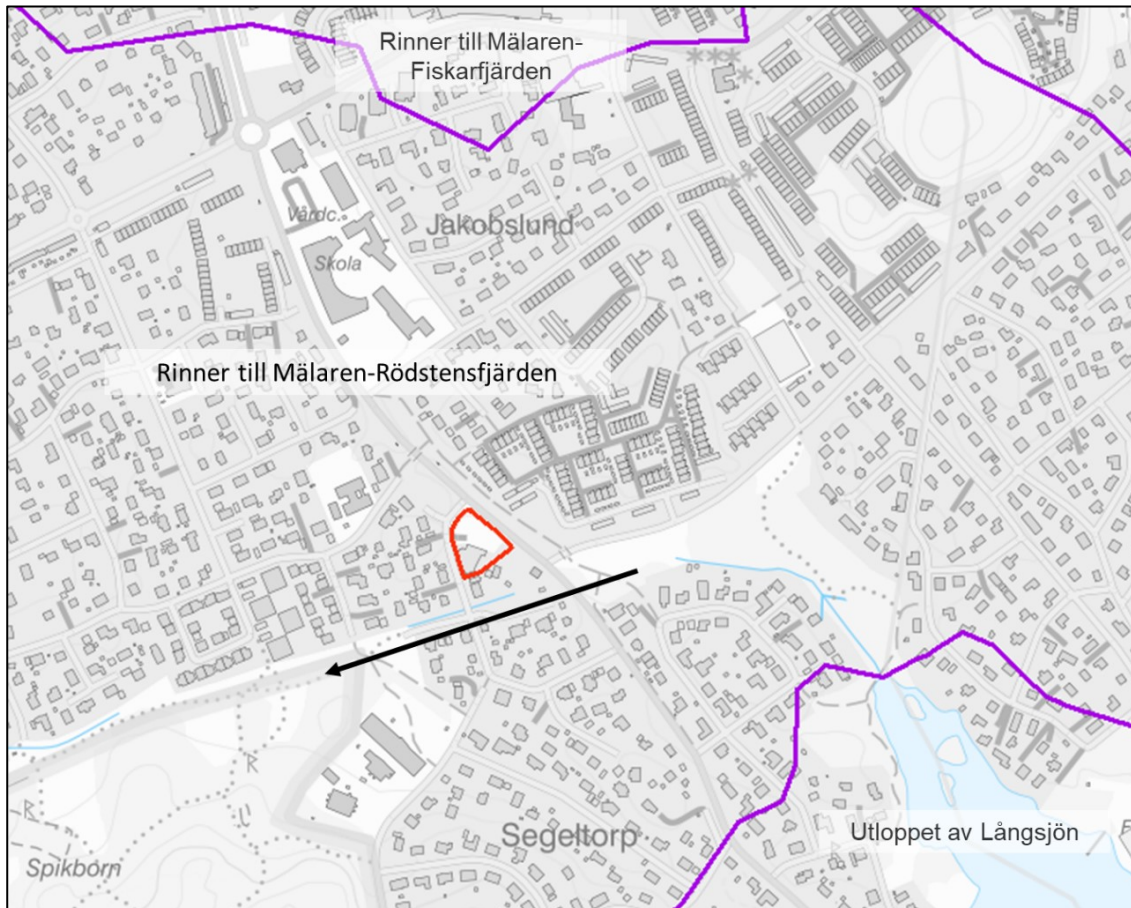 Rinner till Mälaren-
Fiskarfjärden
Jakobslund
Vårdc.
Skola
Rinner till Mälaren-Rödstensfjärden
Utloppet av Långsjön
Segeltorp
Spikborn
R
R